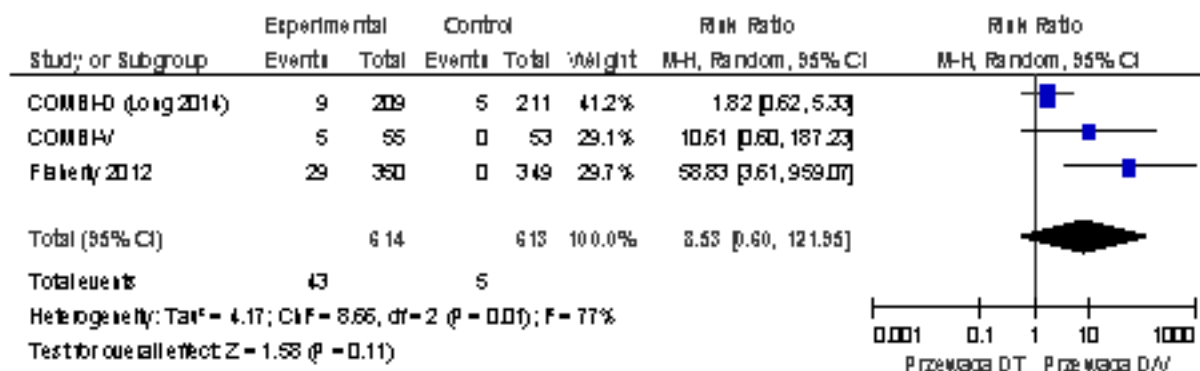 Experimental Control Risk Ratio Risk Ratio
Study or Subgroup Events Total Events Total Weight M-H, Random, 95% CI M-H, Random, 95% CI
COMBI-D (Long 2014) 9 209 5 211 41.2% 1.82 [0.62, 5.33]
COMBI-V 5 55 0 53 29.1% 10.61 [0.60, 187.23]
Flaherty 2012 29 350 0 349 29.7% 58.83 [3.61, 959.07]
Total (95% CI) 614 613 100.0% 8.53 [0.60, 121.95]
Total events 43 5
Heterogeneity: Tau² = 4.17; Chi² = 8.66, df = 2 (P = 0.01); I² = 77%
Test for overall effect: Z = 1.58 (P = 0.11)
0.001 0.1 1 10 1000
Przewaga DT Przewaga D/V